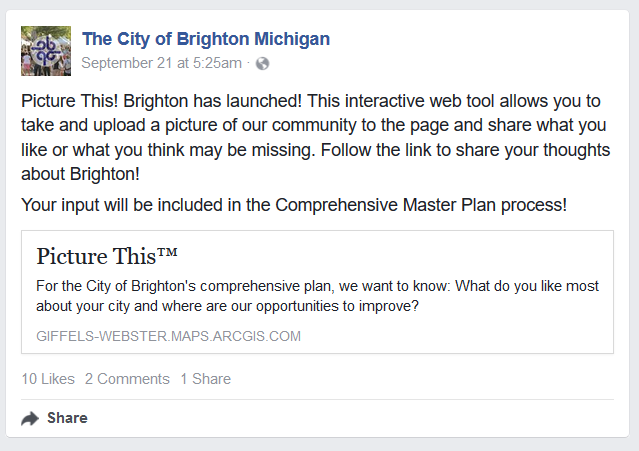 The City of Brighton Michigan
September 21 at 5:25am ·
Picture This! Brighton has launched! This interactive web tool allows you to
take and upload a picture of our community to the page and share what you
like or what you think may be missing. Follow the link to share your thoughts
about Brighton!
Your input will be included in the Comprehensive Master Plan process!
Picture This™
For the City of Brighton's comprehensive plan, we want to know: What do you like most
about your city and where are our opportunities to improve?
GIFFELS-WEBSTER.MAPS.ARCGIS.COM
10 Likes 2 Comments 1 Share
Share